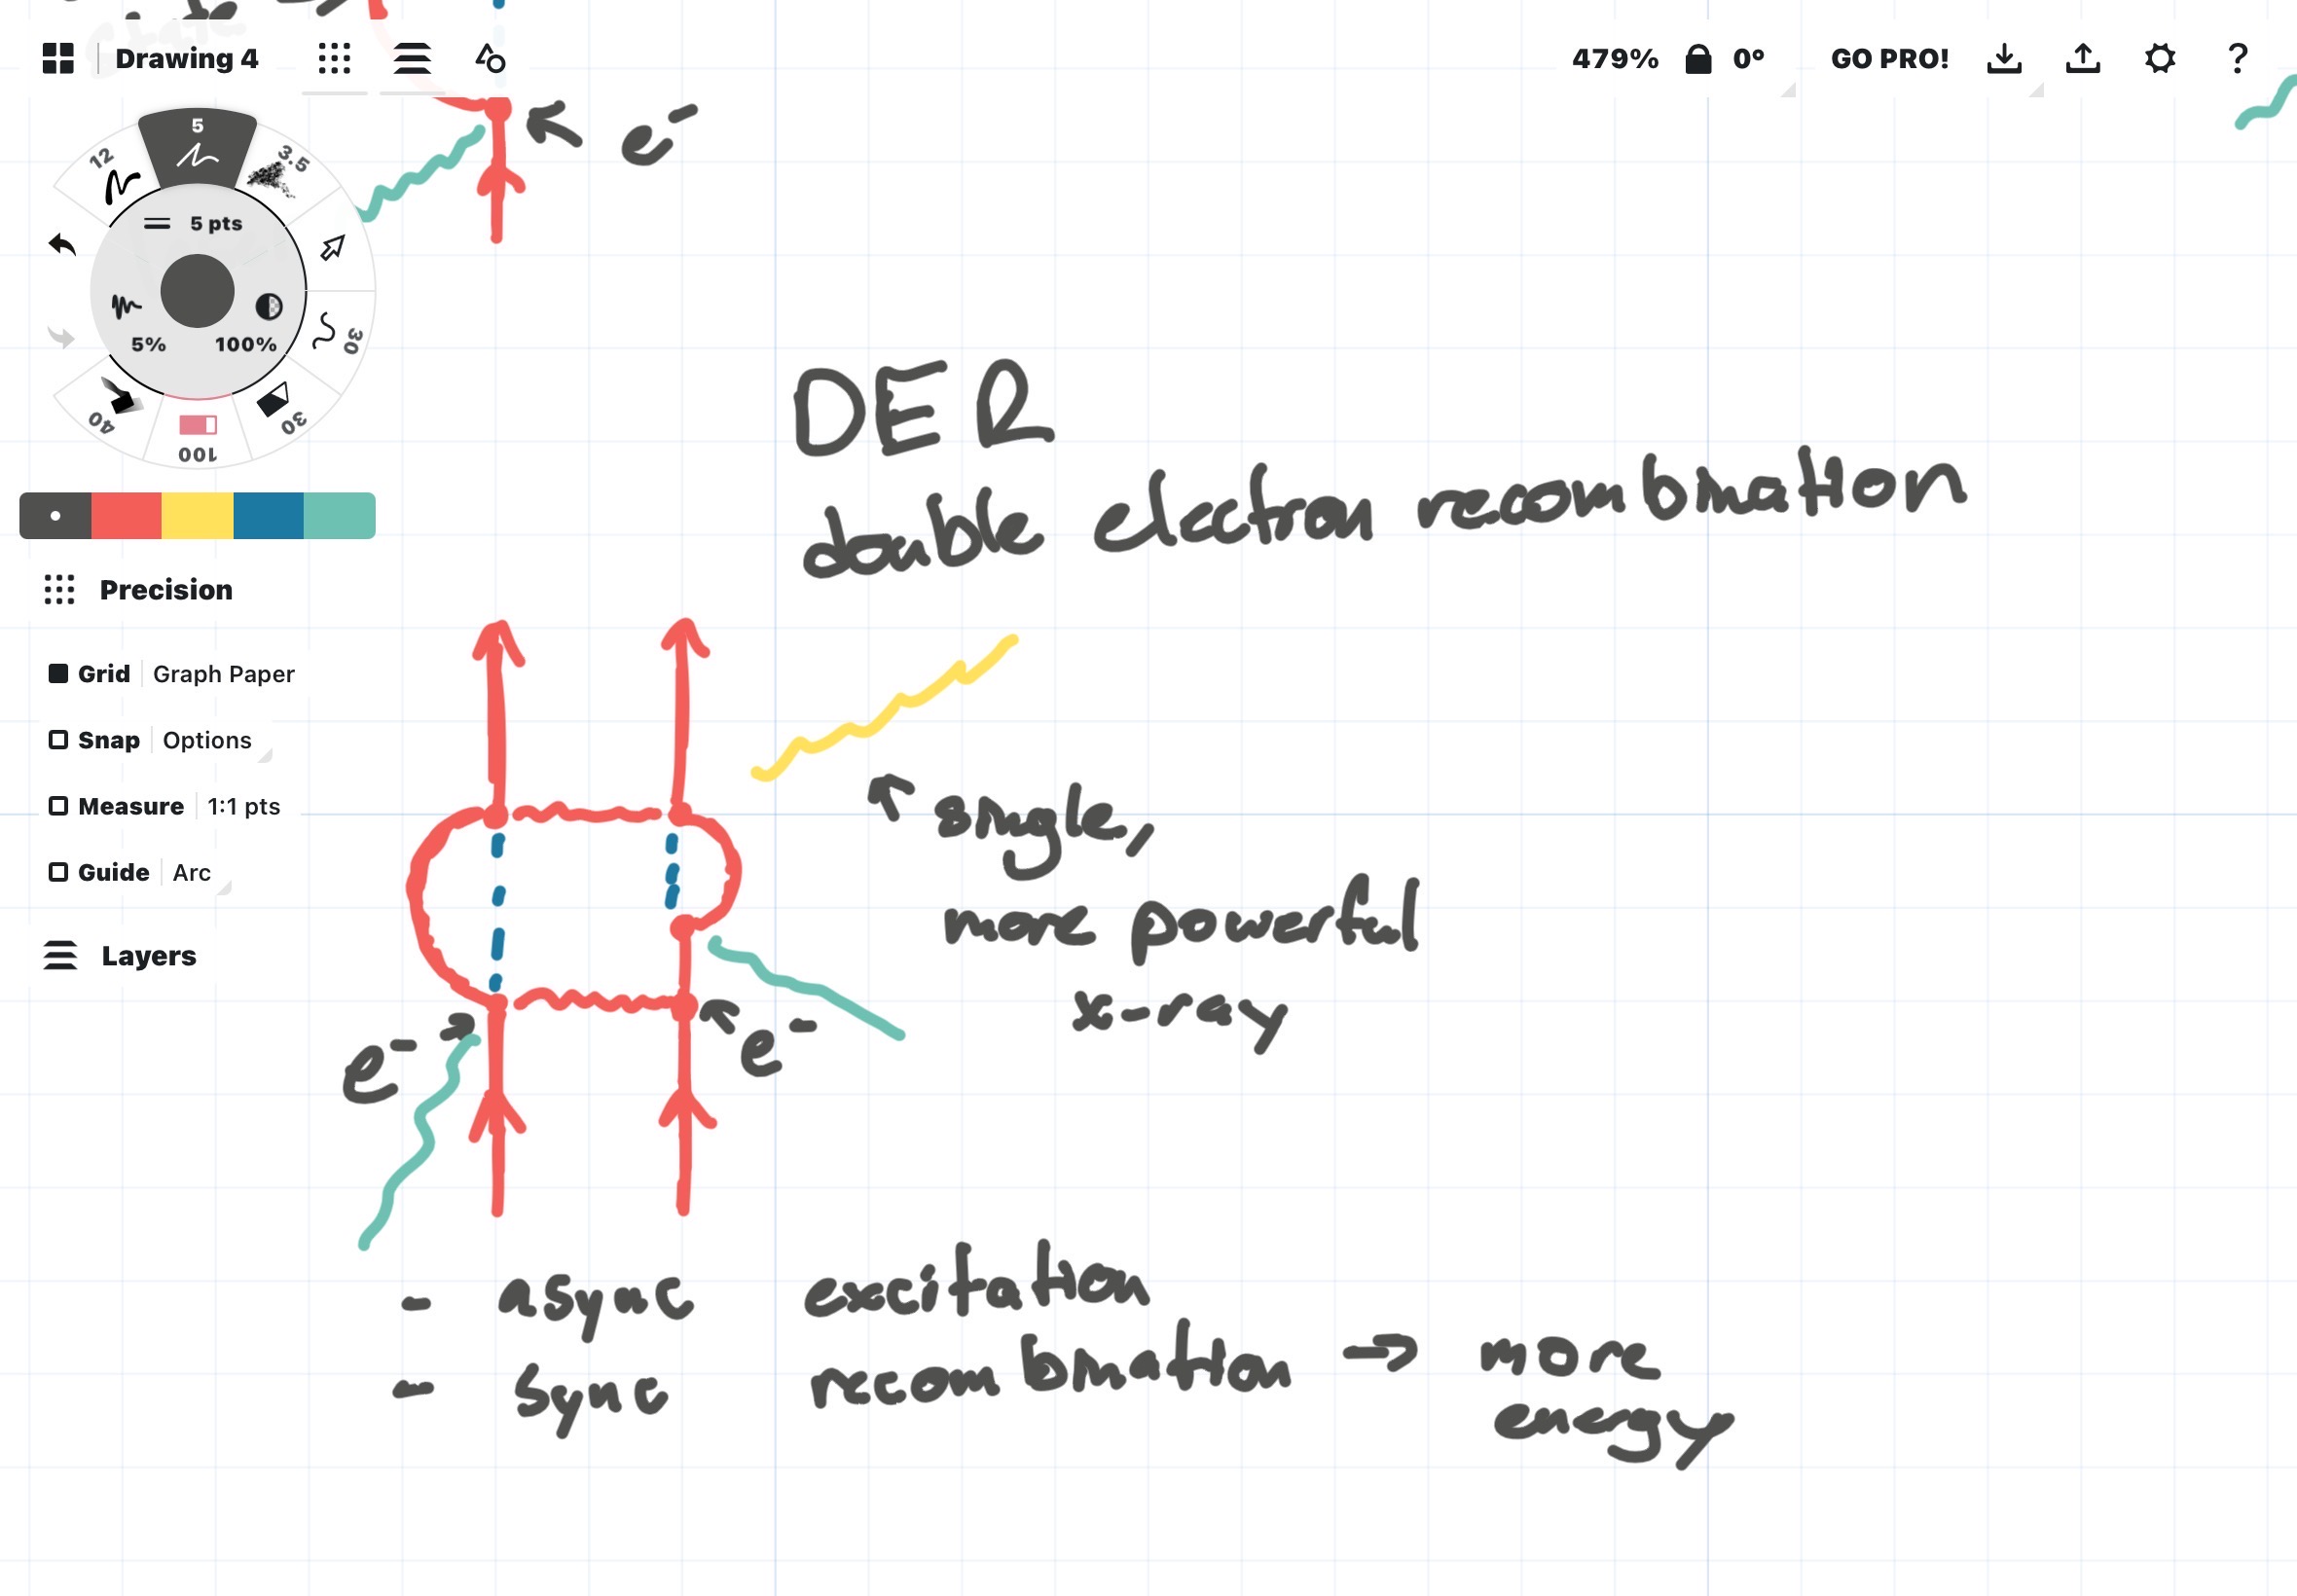 state
Drawing 4
479%
0°
GO PRO!
?
e-
5
12
3.5
5 pts
30
5%
100%
40
30
100
DER
double electron recombination
Precision
Grid
Graph Paper
Snap
Options
Measure
1:1 pts
Guide
Arc
Layers
single,
more powerful
x-ray
e-
e-
- async excitation
- sync recombination → more
energy